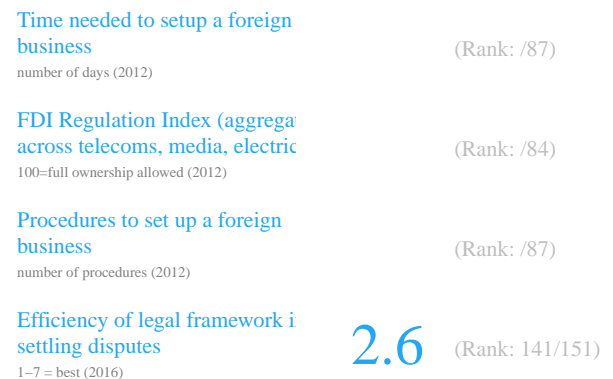 Time needed to setup a foreign
business
(Rank: /87)
number of days (2012)
FDI Regulation Index
across telecoms, media,
(Rank: /84)
100=full ownership allowed (2012)
Procedures to set up a foreign
business
(Rank: /87)
number of procedures (2012)
Efficiency of legal framework
settling disputes
2.6
(Rank: 141/151)
1–7 = best (2016)